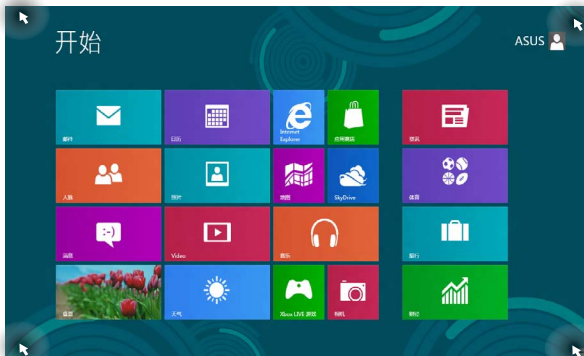 开始
ASUS
邮件
日历
Internet
Explorer
应用商店
资讯
人脉
照片
地图
SkyDrive
体育
消息
Video
音乐
旅行
桌面
天气
Xbox LIVE 游戏
相机
财经